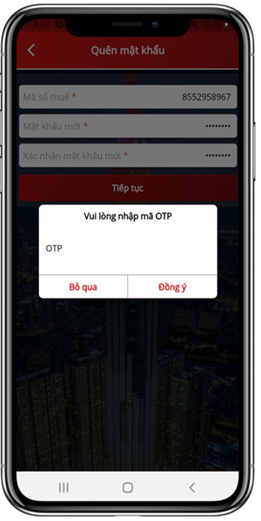 Quên mật khẩu
Mã số thuế * 8552958967
Mật khẩu mới * ••••••••
Xác nhận mật khẩu mới * ••••••••
Tiếp tục
Vui lòng nhập mã OTP
OTP
Bỏ qua Đồng ý